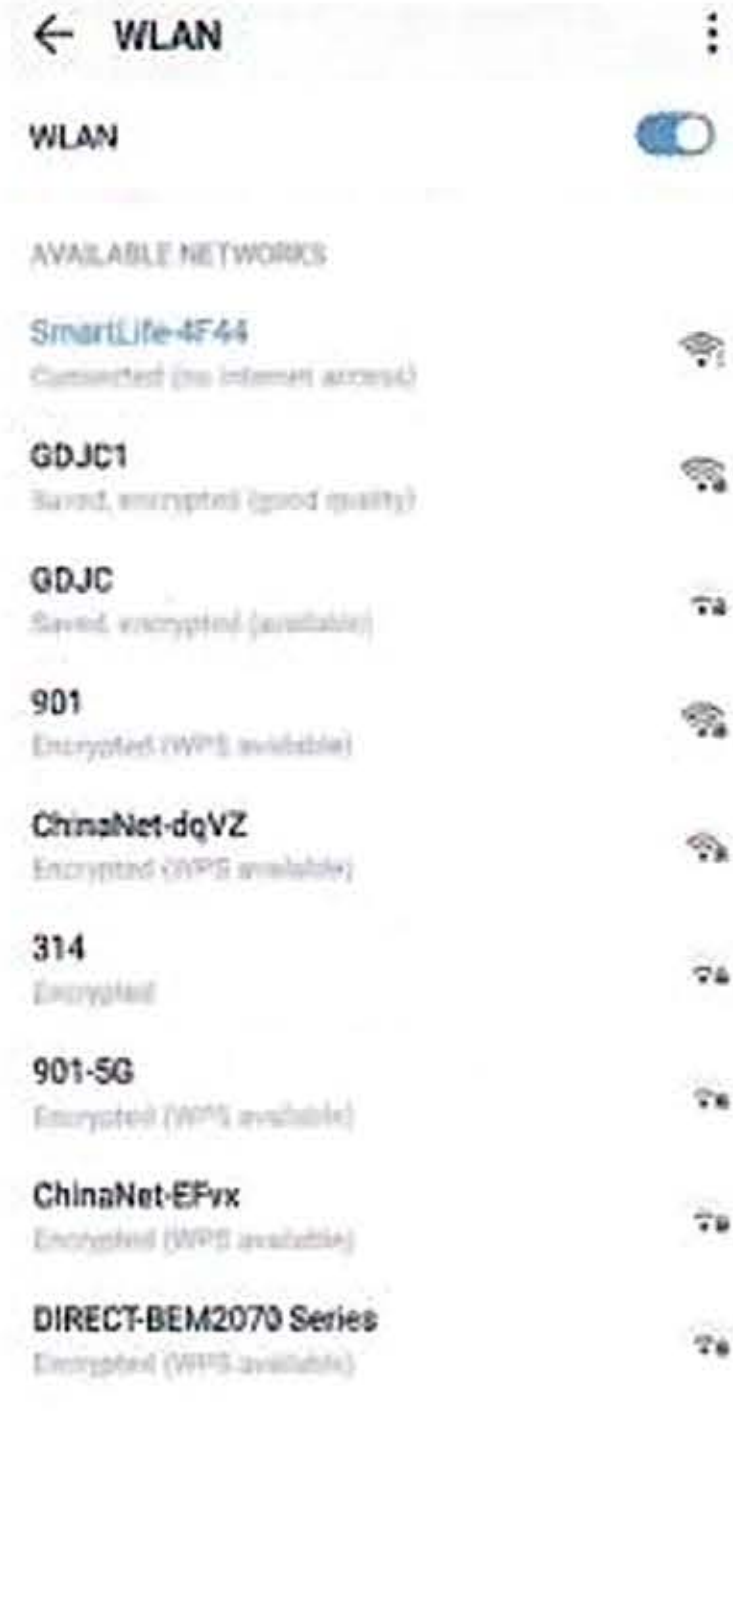 WLAN
WLAN
AVAILABLE NETWORKS
SmartLife-4F44
Connected (no internet access)
GDJC1
Saved, encrypted (good quality)
GDJC
Saved, encrypted (available)
901
Encrypted (WPS available)
ChinaNet-dqVZ
Encrypted (WPS available)
314
Encrypted
901-5G
Encrypted (WPS available)
ChinaNet-EFvx
Encrypted (WPS available)
DIRECT-BEM2070 Series
Encrypted (WPS available)